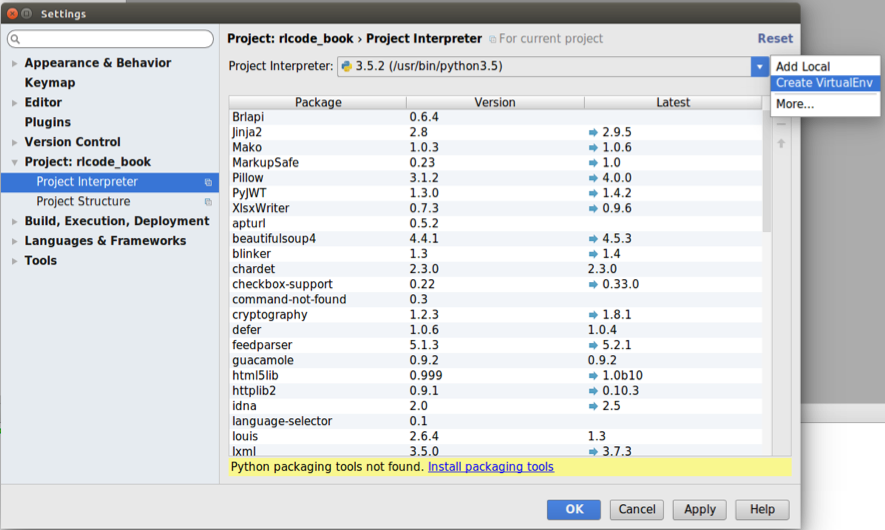 Settings
Project: rlcode_book › Project Interpreter For current project Reset
Project Interpreter: 3.5.2 (/usr/bin/python3.5)
Add Local
Create VirtualEnv
More...
Appearance & Behavior
Keymap
Editor
Plugins
Version Control
Project: rlcode_book
Project Interpreter
Project Structure
Build, Execution, Deployment
Languages & Frameworks
Tools
Package Version Latest
Brlapi 0.6.4
Jinja2 2.8 2.9.5
Mako 1.0.3 1.0.6
MarkupSafe 0.23 1.0
Pillow 3.1.2 4.0.0
PyJWT 1.3.0 1.4.2
XlsxWriter 0.7.3 0.9.6
apturl 0.5.2
beautifulsoup4 4.4.1 4.5.3
blinker 1.3 1.4
chardet 2.3.0 2.3.0
checkbox-support 0.22 0.33.0
command-not-found 0.3
cryptography 1.2.3 1.8.1
defer 1.0.6 1.0.4
feedparser 5.1.3 5.2.1
guacamole 0.9.2 0.9.2
html5lib 0.999 1.0b10
httplib2 0.9.1 0.10.3
idna 2.0 2.5
language-selector 0.1
louis 2.6.4 1.3
lxml 3.5.0 3.7.3
Python packaging tools not found. Install packaging tools
OK Cancel Apply Help